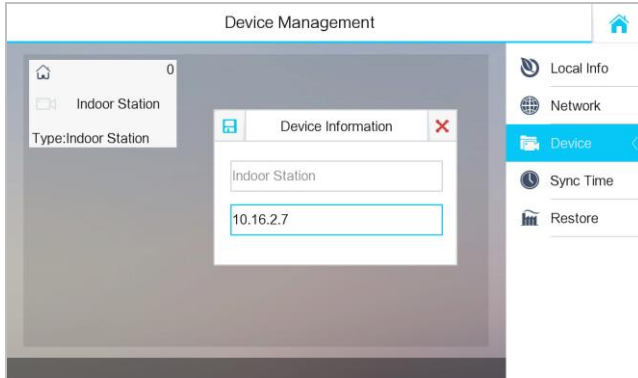 Device Management
0
Indoor Station
Type:Indoor Station
Device Information
Indoor Station
10.16.2.7
Local Info
Network
Device
Sync Time
Restore